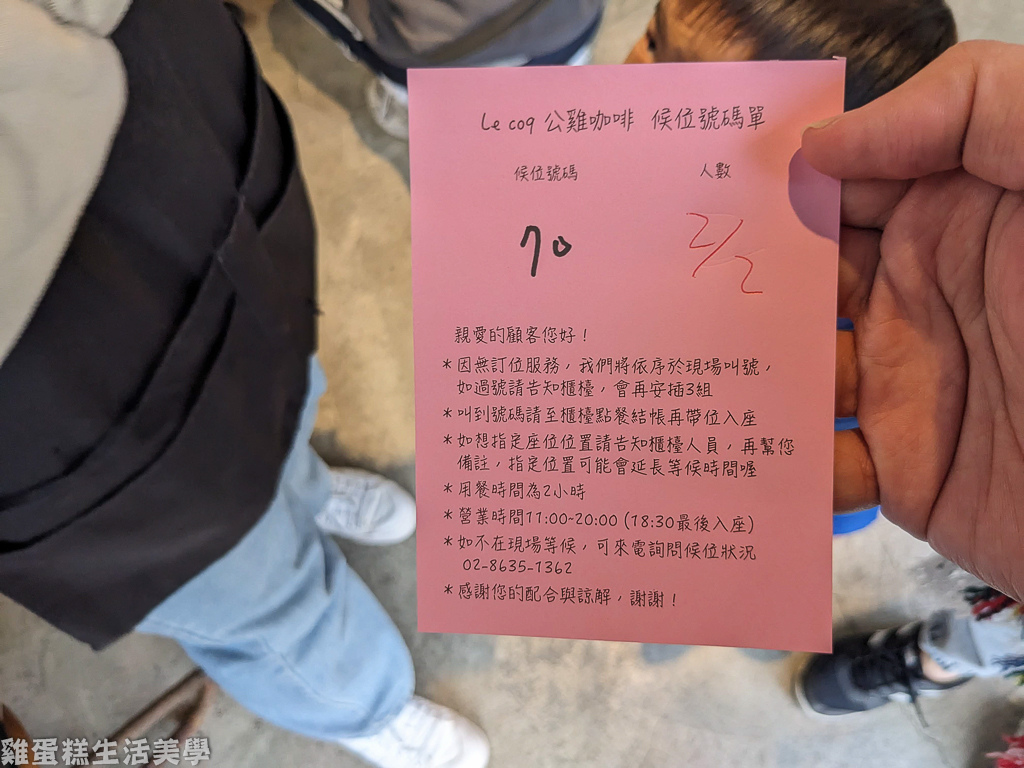 Le coq 公雞咖啡 候位號碼單
候位號碼 人數
70 2/2
親愛的顧客您好！
*因無訂位服務，我們將依序於現場叫號，
如過號請告知櫃檯，會再安插3組
*叫到號碼請至櫃檯點餐結帳再帶位入座
*如想指定座位位置請告知櫃檯人員，再幫您
備註，指定位置可能會延長等候時間喔
*用餐時間為2小時
*營業時間11:00~20:00 (18:30最後入座)
*如不在現場等候，可來電詢問候位狀況
02-8635-1362
*感謝您的配合與諒解，謝謝！
雞蛋糕生活美學